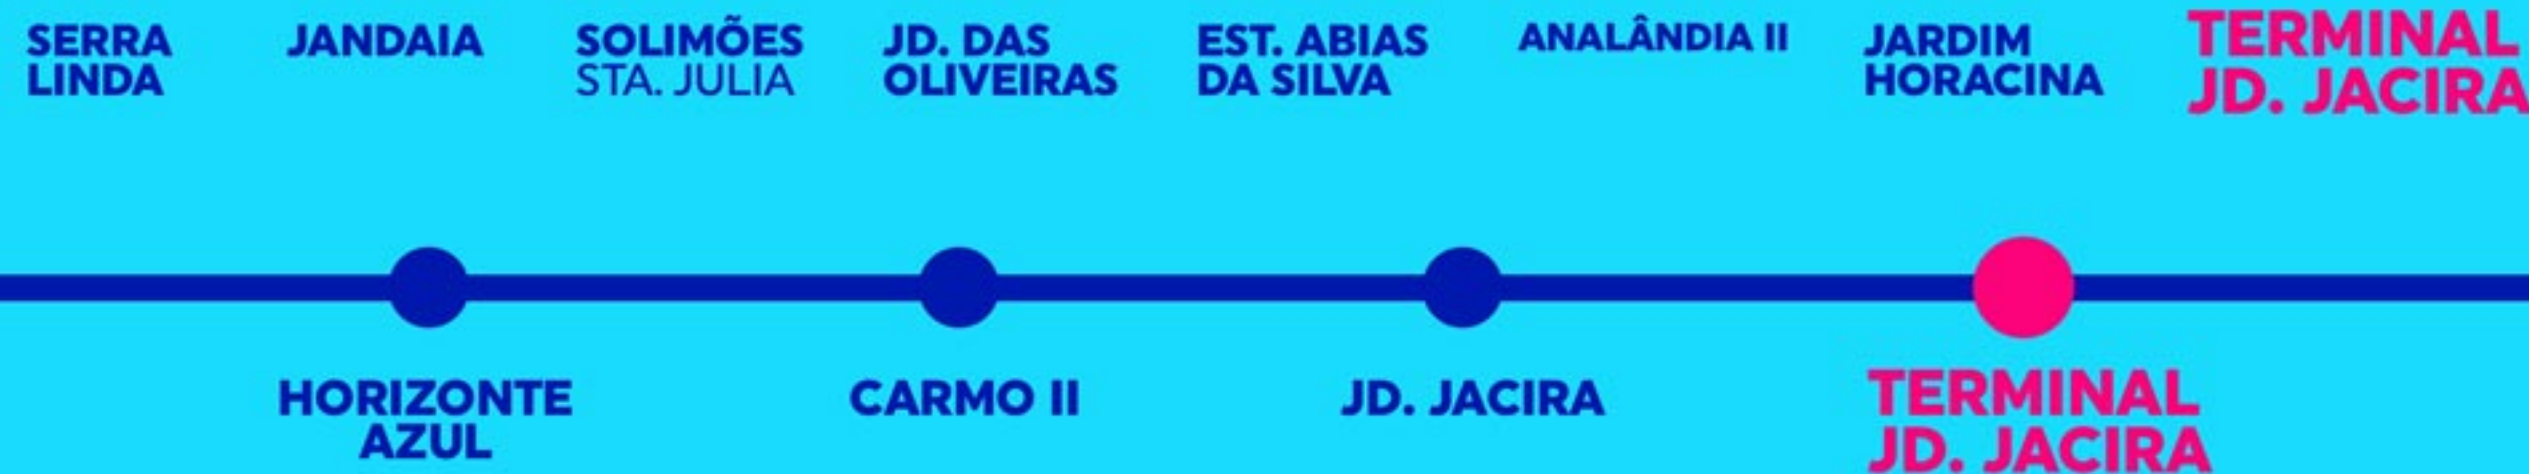 SERRA
LINDA
JANDAIA
SOLIMÕES
STA. JULIA
JD. DAS
OLIVEIRAS
EST. ABIAS
DA SILVA
ANALÂNDIA II
JARDIM
HORACINA
TERMINAL
JD. JACIRA
HORIZONTE
AZUL
CARMO II
JD. JACIRA
TERMINAL
JD. JACIRA